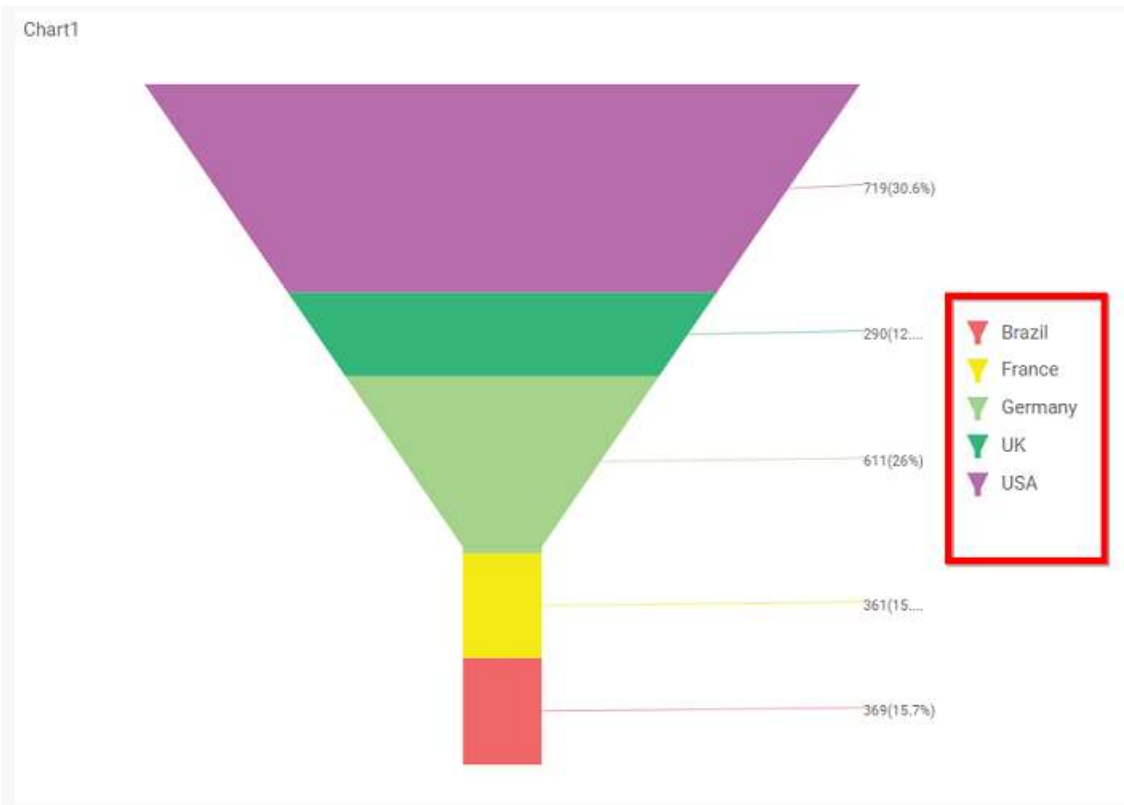 Chart1
719(30.6%)
290(12....
611(26%)
361(15....
369(15.7%)
Brazil
France
Germany
UK
USA